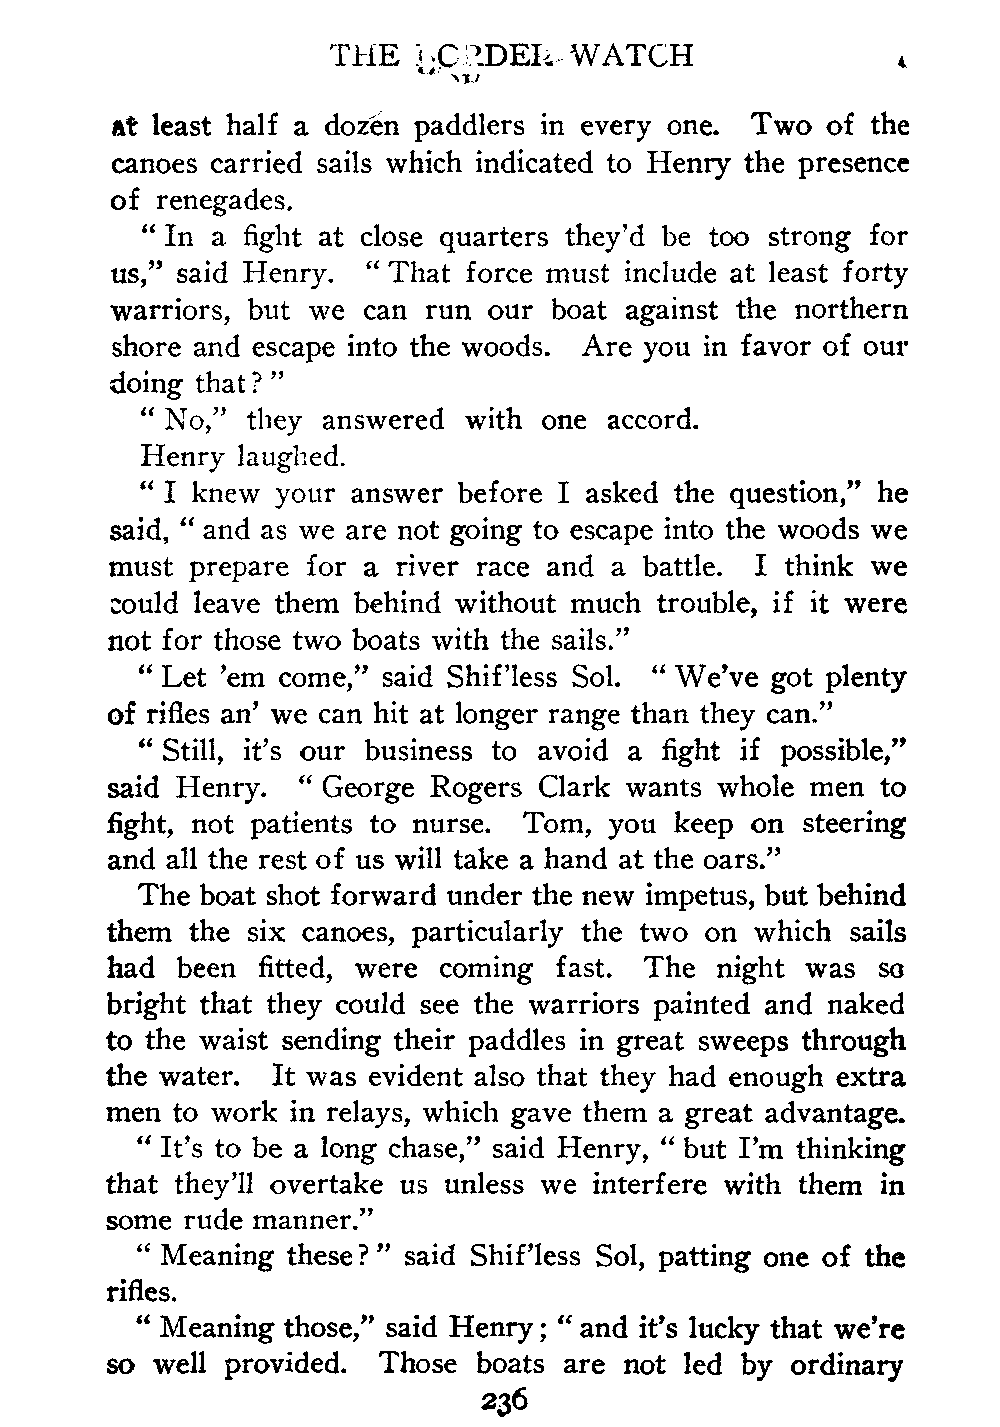 THE BORDER WATCH
at least half a dozen paddlers in every one. Two of the
canoes carried sails which indicated to Henry the presence
of renegades.
“ In a fight at close quarters they’d be too strong for
us,” said Henry. “ That force must include at least forty
warriors, but we can run our boat against the northern
shore and escape into the woods. Are you in favor of our
doing that? ”
“ No,” they answered with one accord.
Henry laughed.
“ I knew your answer before I asked the question,” he
said, “ and as we are not going to escape into the woods we
must prepare for a river race and a battle. I think we
could leave them behind without much trouble, if it were
not for those two boats with the sails.”
“ Let ’em come,” said Shif’less Sol. “ We’ve got plenty
of rifles an’ we can hit at longer range than they can.”
“ Still, it’s our business to avoid a fight if possible,”
said Henry. “ George Rogers Clark wants whole men to
fight, not patients to nurse. Tom, you keep on steering
and all the rest of us will take a hand at the oars.”
The boat shot forward under the new impetus, but behind
them the six canoes, particularly the two on which sails
had been fitted, were coming fast. The night was so
bright that they could see the warriors painted and naked
to the waist sending their paddles in great sweeps through
the water. It was evident also that they had enough extra
men to work in relays, which gave them a great advantage.
“ It’s to be a long chase,” said Henry, “ but I’m thinking
that they’ll overtake us unless we interfere with them in
some rude manner.”
“ Meaning these? ” said Shif’less Sol, patting one of the
rifles.
“ Meaning those,” said Henry; “ and it’s lucky that we’re
so well provided. Those boats are not led by ordinary
236